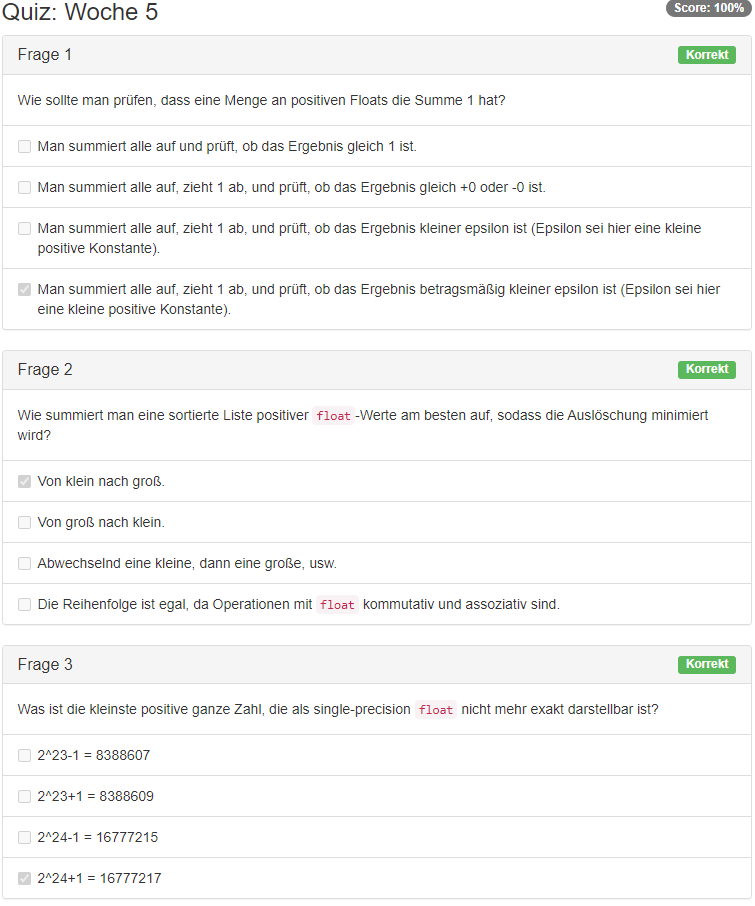 Quiz: Woche 5
Score: 100%
Frage 1
Korrekt
Wie sollte man prüfen, dass eine Menge an positiven Floats die Summe 1 hat?
Man summiert alle auf und prüft, ob das Ergebnis gleich 1 ist.
Man summiert alle auf, zieht 1 ab, und prüft, ob das Ergebnis gleich +0 oder -0 ist.
Man summiert alle auf, zieht 1 ab, und prüft, ob das Ergebnis kleiner epsilon ist (Epsilon sei hier eine kleine
positive Konstante).
Man summiert alle auf, zieht 1 ab, und prüft, ob das Ergebnis betragsmäßig kleiner epsilon ist (Epsilon sei hier
eine kleine positive Konstante).
Frage 2
Korrekt
Wie summiert man eine sortierte Liste positiver float-Werte am besten auf, sodass die Auslöschung minimiert
wird?
Von klein nach groß.
Von groß nach klein.
Abwechselnd eine kleine, dann eine große, usw.
Die Reihenfolge ist egal, da Operationen mit float kommutativ und assoziativ sind.
Frage 3
Korrekt
Was ist die kleinste positive ganze Zahl, die als single-precision float nicht mehr exakt darstellbar ist?
2^23-1 = 8388607
2^23+1 = 8388609
2^24-1 = 16777215
2^24+1 = 16777217